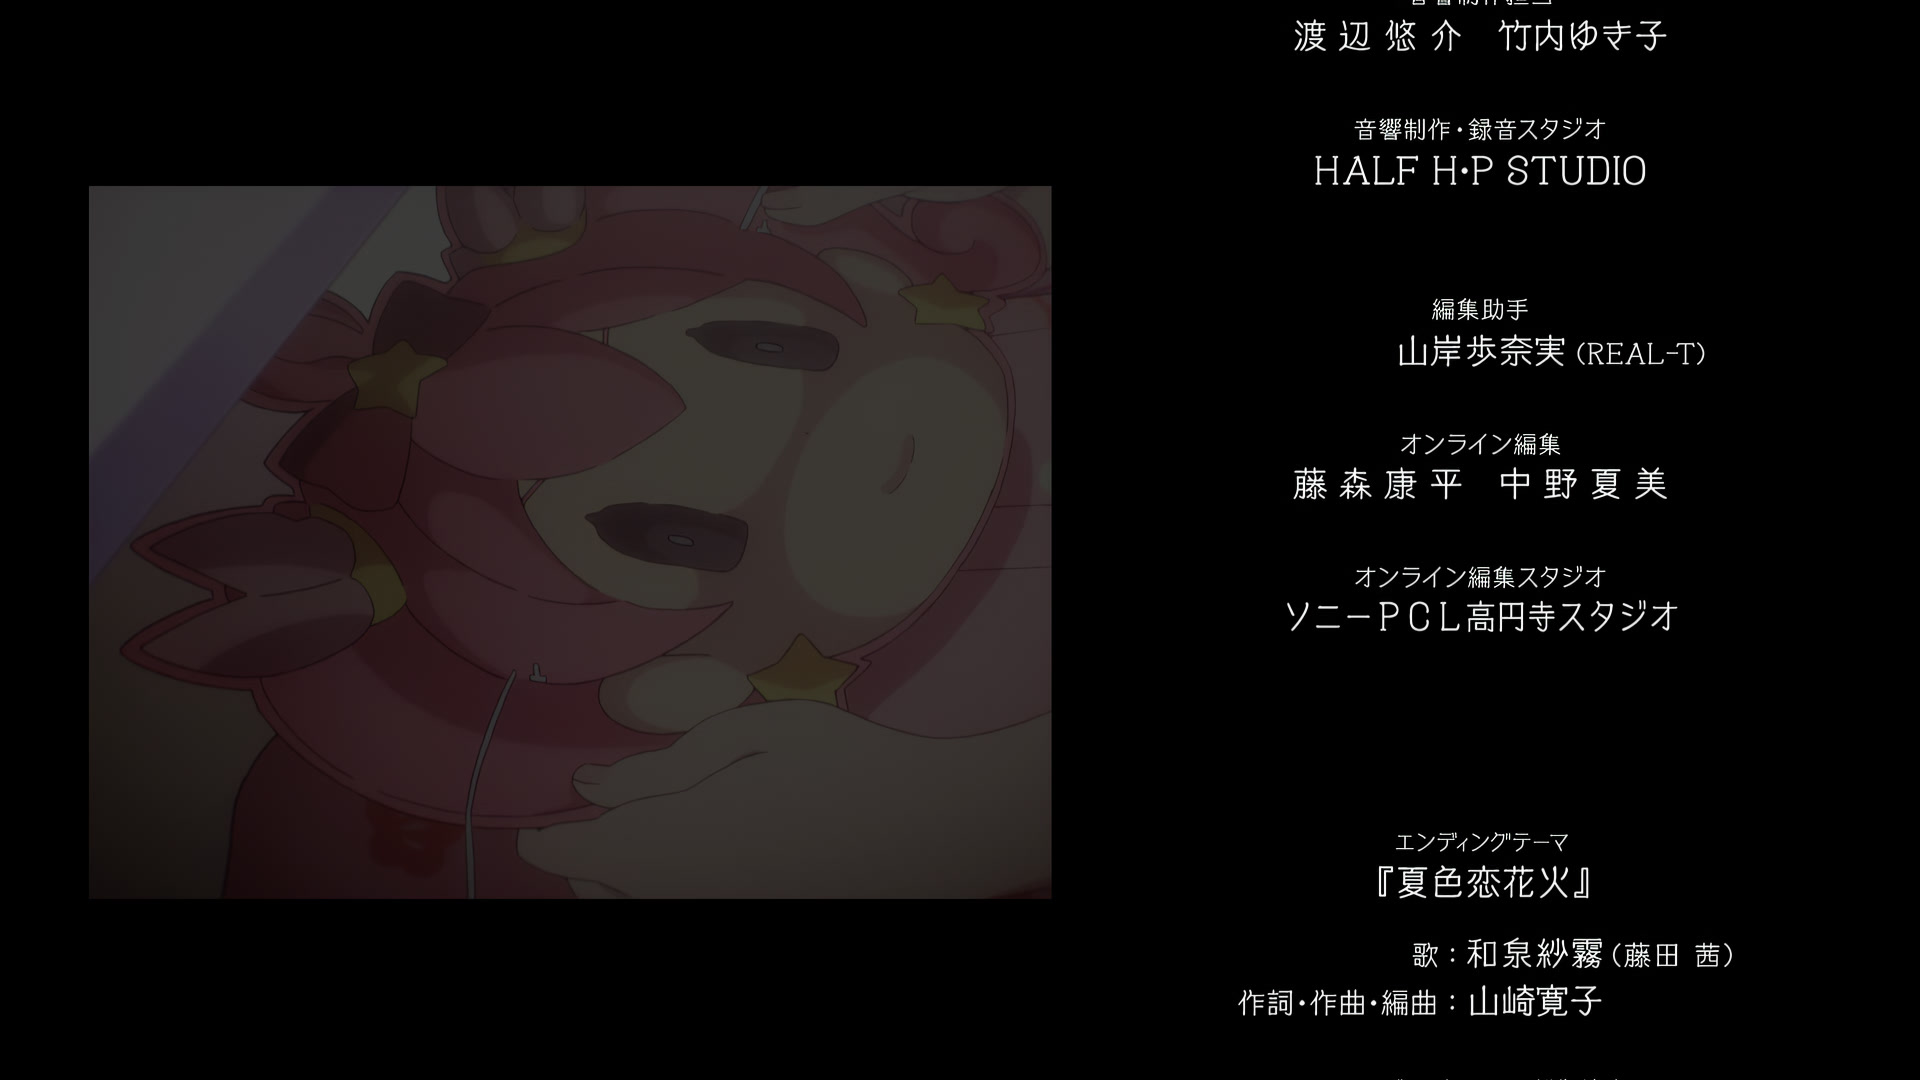 渡辺悠介　竹内ゆき子
音響制作・録音スタジオ
HALF H・P STUDIO
編集助手
山岸歩奈実（REAL-T）
オンライン編集
藤森康平　中野夏美
オンライン編集スタジオ
ソニーPCL高円寺スタジオ
エンディングテーマ
『夏色恋花火』
歌：和泉紗霧（藤田 茜）
作詞・作曲・編曲：山崎寛子